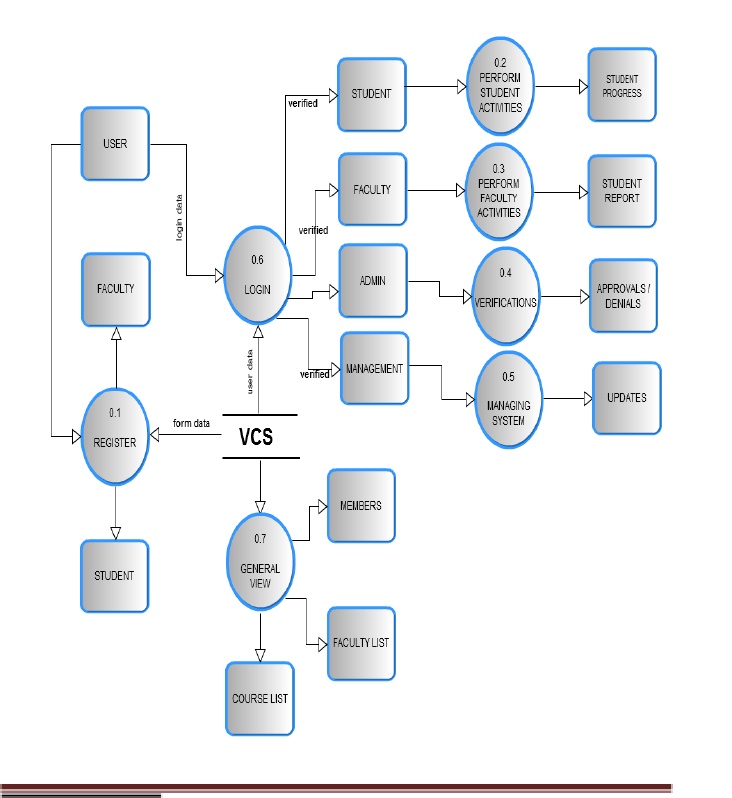 0.2
PERFORM
STUDENT
ACTIVITIES
STUDENT
PROGRESS
STUDENT
verified
USER
0.3
PERFORM
FACULTY
ACTIVITIES
STUDENT
REPORT
FACULTY
login data
verified
0.6
LOGIN
FACULTY
ADMIN
0.4
VERIFICATIONS
APPROVALS /
DENIALS
user data
verified
MANAGEMENT
0.5
MANAGING
SYSTEM
UPDATES
0.1
REGISTER
form data
VCS
MEMBERS
0.7
GENERAL
VIEW
STUDENT
FACULTY LIST
COURSE LIST